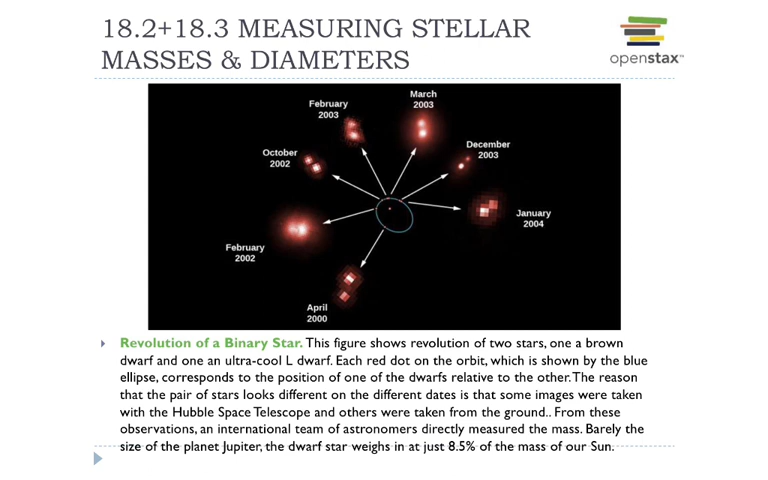 18.2+18.3 MEASURING STELLAR
MASSES & DIAMETERS
openstax™
March
2003
February
2003
December
2003
October
2002
January
2004
February
2002
April
2000
Revolution of a Binary Star. This figure shows revolution of two stars, one a brown
dwarf and one an ultra-cool L dwarf. Each red dot on the orbit, which is shown by the blue
ellipse, corresponds to the position of one of the dwarfs relative to the other. The reason
that the pair of stars looks different on the different dates is that some images were taken
with the Hubble Space Telescope and others were taken from the ground.. From these
observations, an international team of astronomers directly measured the mass. Barely the
size of the planet Jupiter, the dwarf star weighs in at just 8.5% of the mass of our Sun.